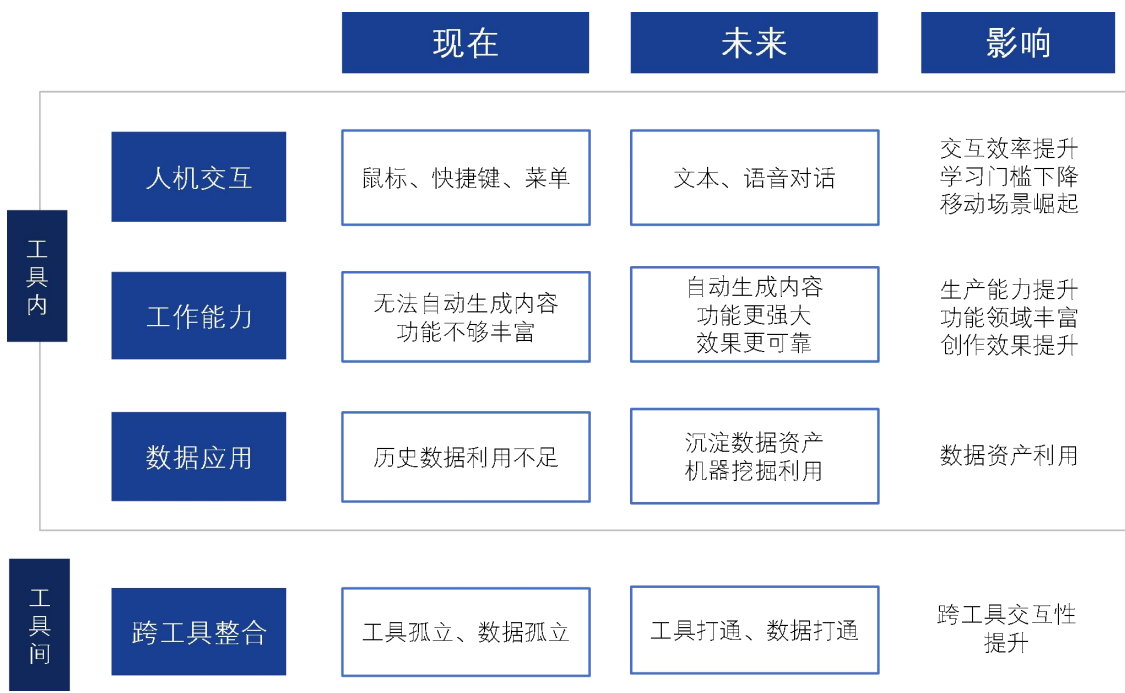 现在
未来
影响
工具内
人机交互
鼠标、快捷键、菜单
文本、语音对话
交互效率提升
学习门槛下降
移动场景崛起
工作能力
无法自动生成内容
功能不够丰富
自动生成内容
功能更强大
效果更可靠
生产能力提升
功能领域丰富
创作效果提升
数据应用
历史数据利用不足
沉淀数据资产
机器挖掘利用
数据资产利用
工具间
跨工具整合
工具孤立、数据孤立
工具打通、数据打通
跨工具交互性
提升